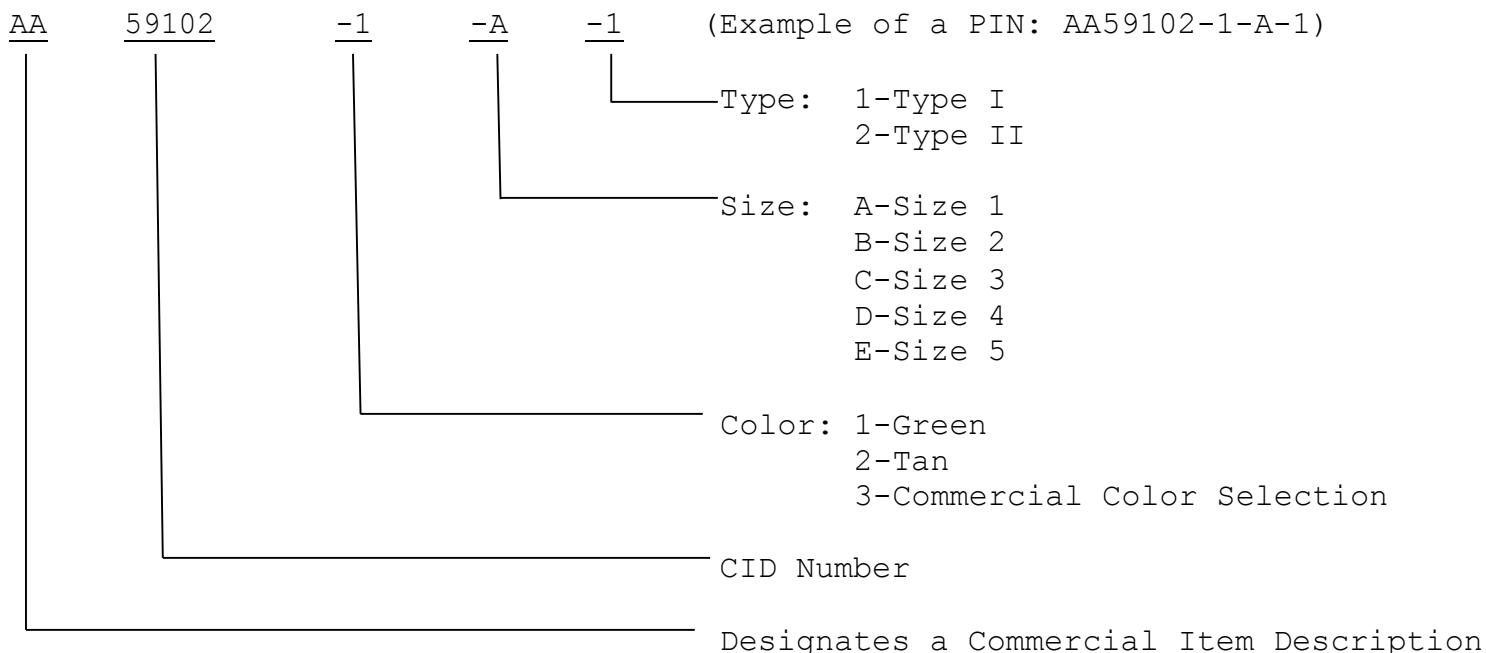 AA 59102 -1 -A -1 (Example of a PIN: AA59102-1-A-1)
Type: 1-Type I
2-Type II
Size: A-Size 1
B-Size 2
C-Size 3
D-Size 4
E-Size 5
Color: 1-Green
2-Tan
3-Commercial Color Selection
CID Number
Designates a Commercial Item Description